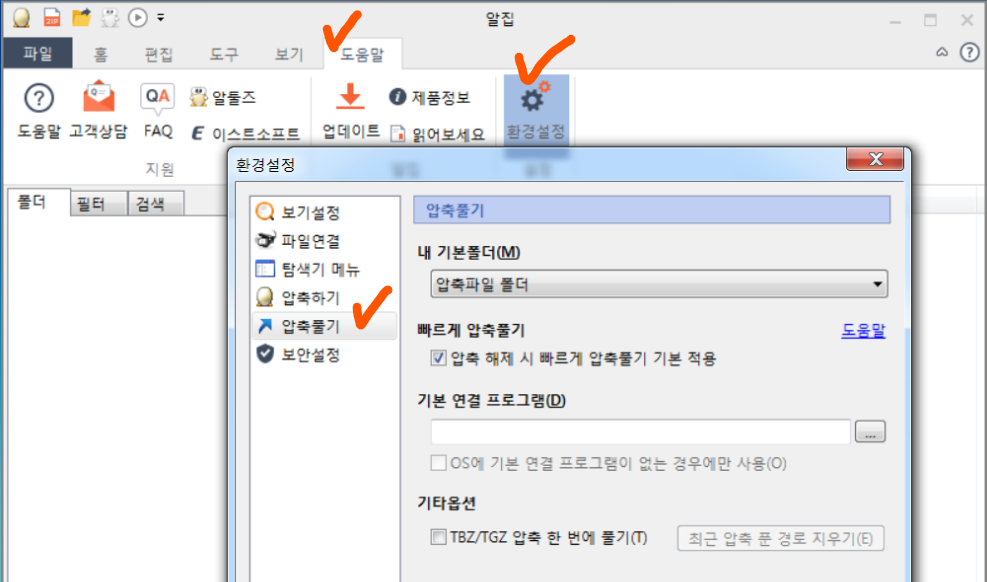 ZIP
알집
파일 홈 편집 도구 보기 도움말
QA
알툴즈
제품정보
도움말 고객상담 FAQ
이스트소프트
업데이트
읽어보세요
환경설정
지원
환경설정
폴더 필터 검색
보기설정
파일연결
탐색기 메뉴
압축하기
압축풀기
보안설정
압축풀기
내 기본폴더(M)
압축파일 폴더
빠르게 압축풀기
도움말
압축 해제 시 빠르게 압축풀기 기본 적용
기본 연결 프로그램(D)
...
OS에 기본 연결 프로그램이 없는 경우에만 사용(O)
기타옵션
TBZ/TGZ 압축 한 번에 풀기(T)
최근 압축 푼 경로 지우기(E)